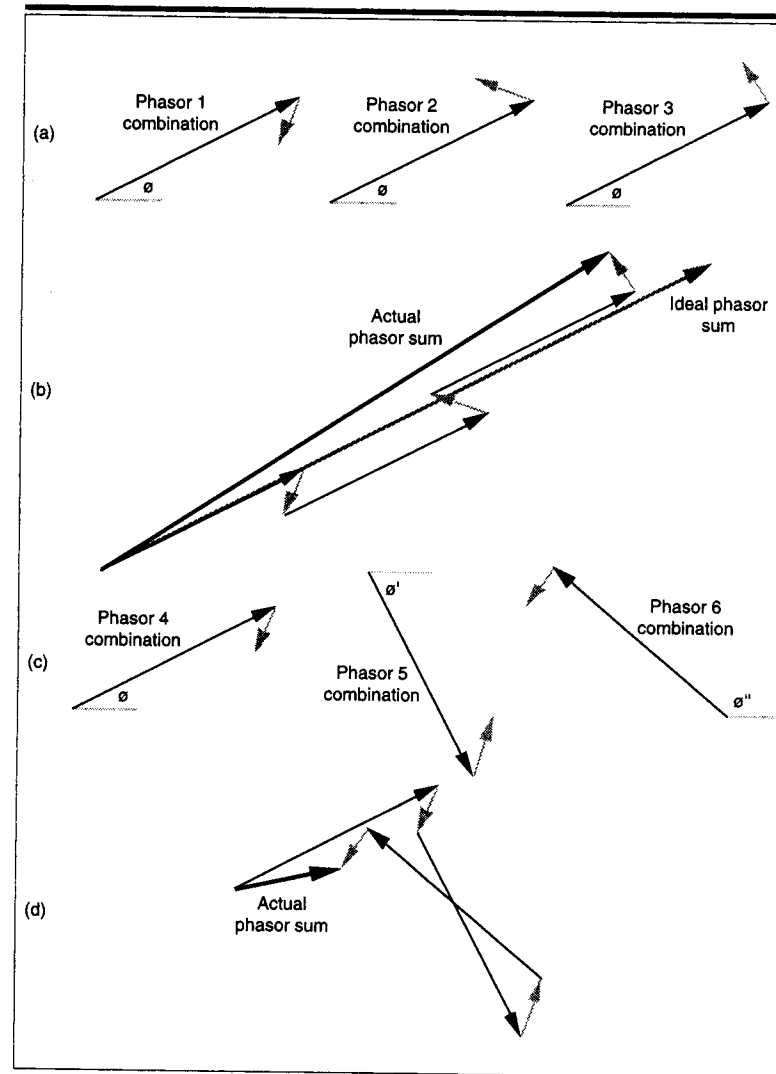 (a)
Phasor 1
combination
ø
Phasor 2
combination
ø
Phasor 3
combination
ø
(b)
Actual
phasor sum
Ideal phasor
sum
(c)
Phasor 4
combination
ø
ø'
Phasor 5
combination
Phasor 6
combination
ø"
(d)
Actual
phasor sum